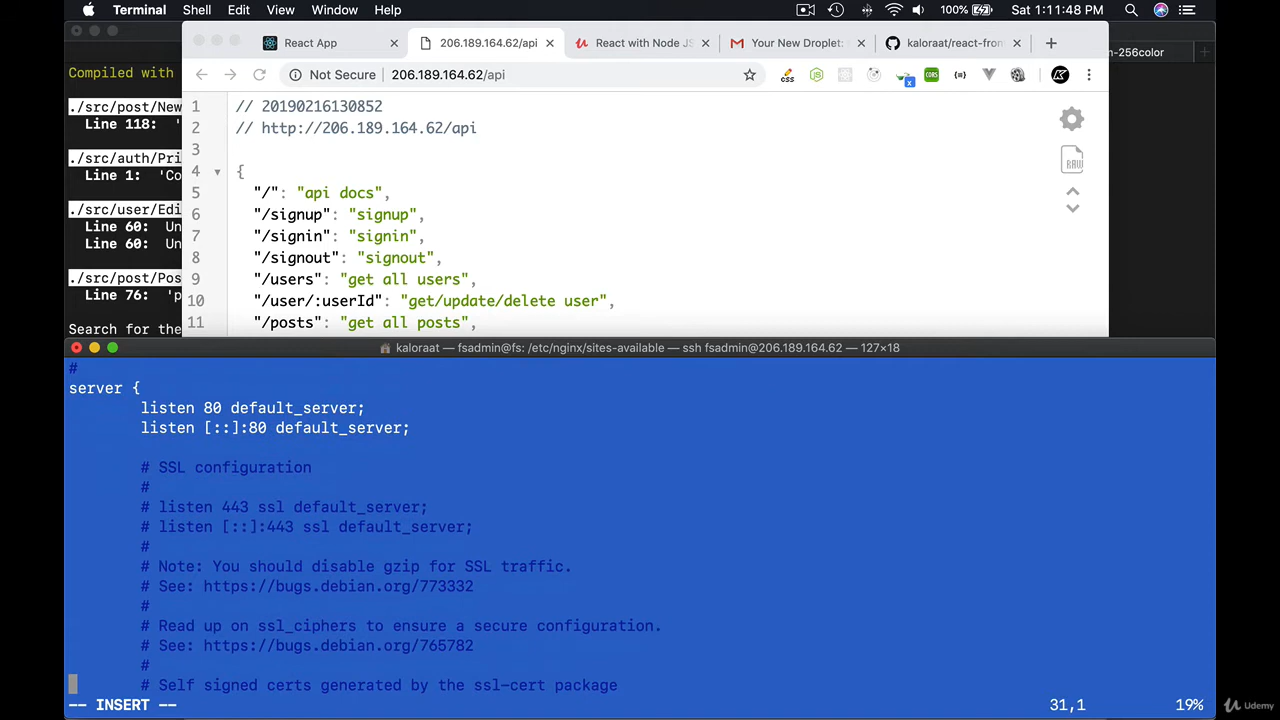 Terminal Shell Edit View Window Help 100% Sat 1:11:48 PM
React App 206.189.164.62/api React with Node JS Your New Droplet: kaloraat/react-fron m-256color
Not Secure 206.189.164.62/api
Compiled with
./src/post/New
Line 118: '
./src/auth/Pri
Line 1: 'Co
./src/user/Edi
Line 60: Un
Line 60: Un
./src/post/Pos
Line 76: 'p
Search for the
1 // 20190216130852
2 // http://206.189.164.62/api
3
4 {
5 "/": "api docs",
6 "/signup": "signup",
7 "/signin": "signin",
8 "/signout": "signout",
9 "/users": "get all users",
10 "/user/:userId": "get/update/delete user",
11 "/posts": "get all posts",
RAW
kaloraat — fsadmin@fs: /etc/nginx/sites-available — ssh fsadmin@206.189.164.62 — 127×18
#
server {
listen 80 default_server;
listen [::]:80 default_server;
# SSL configuration
#
# listen 443 ssl default_server;
# listen [::]:443 ssl default_server;
#
# Note: You should disable gzip for SSL traffic.
# See: https://bugs.debian.org/773332
#
# Read up on ssl_ciphers to ensure a secure configuration.
# See: https://bugs.debian.org/765782
#
# Self signed certs generated by the ssl-cert package
-- INSERT -- 31,1 19%
Udemy